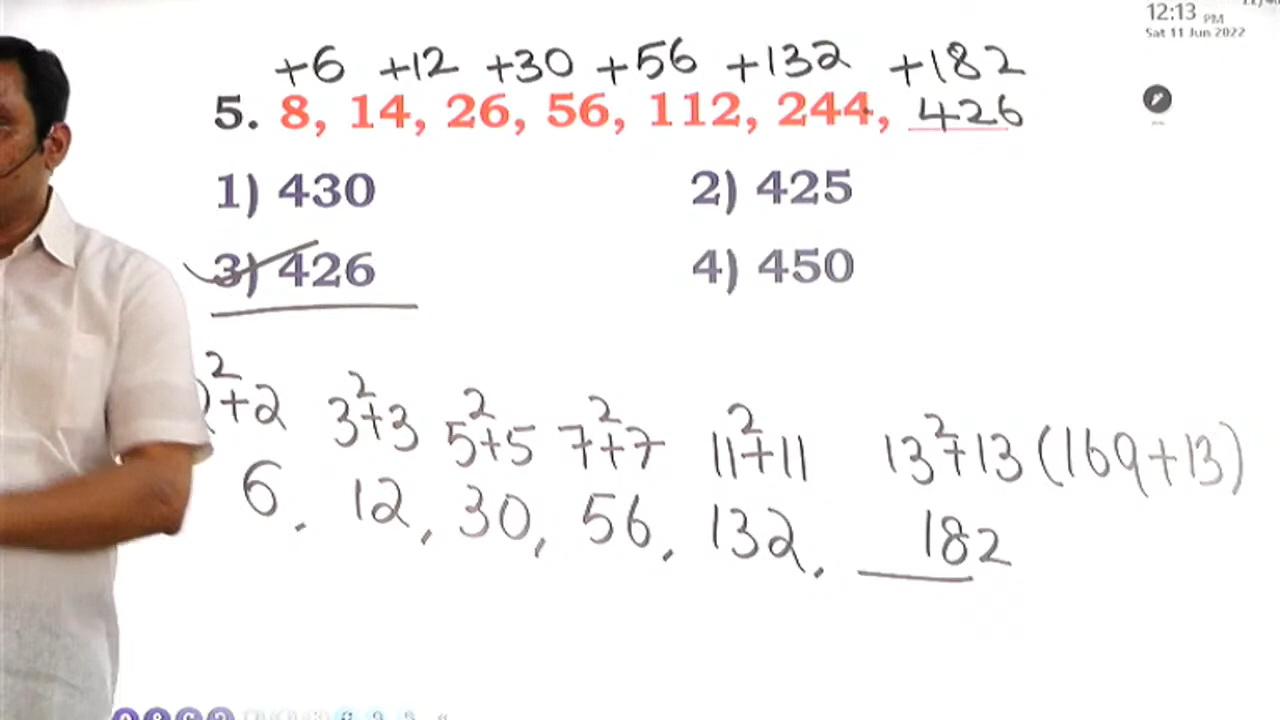 12:13 PM
Sat 11 Jun 2022
+6 +12 +30 +56 +132 +182
5. 8, 14, 26, 56, 112, 244, 426
1) 430 2) 425
3) 426 4) 450
2²+2 3²+3 5²+5 7²+7 11²+11 13²+13 (169+13)
6, 12, 30, 56, 132, 182